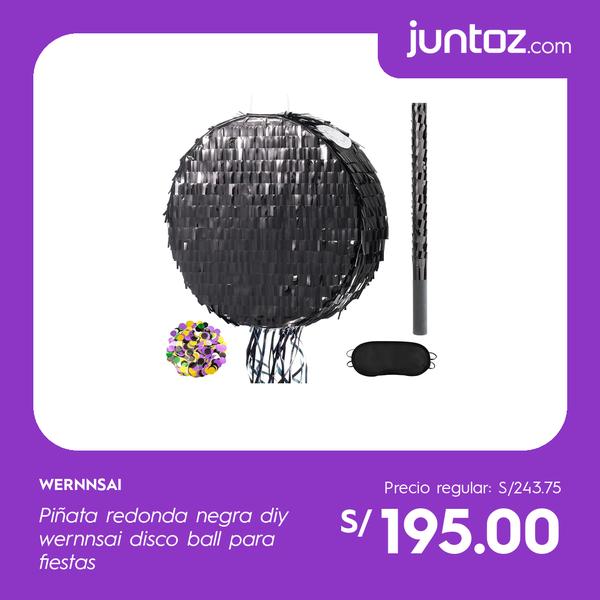 juntoz.com
WERNNSAI
Piñata redonda negra diy
wernnsai disco ball para
fiestas
Precio regular: S/243.75
S/195.00